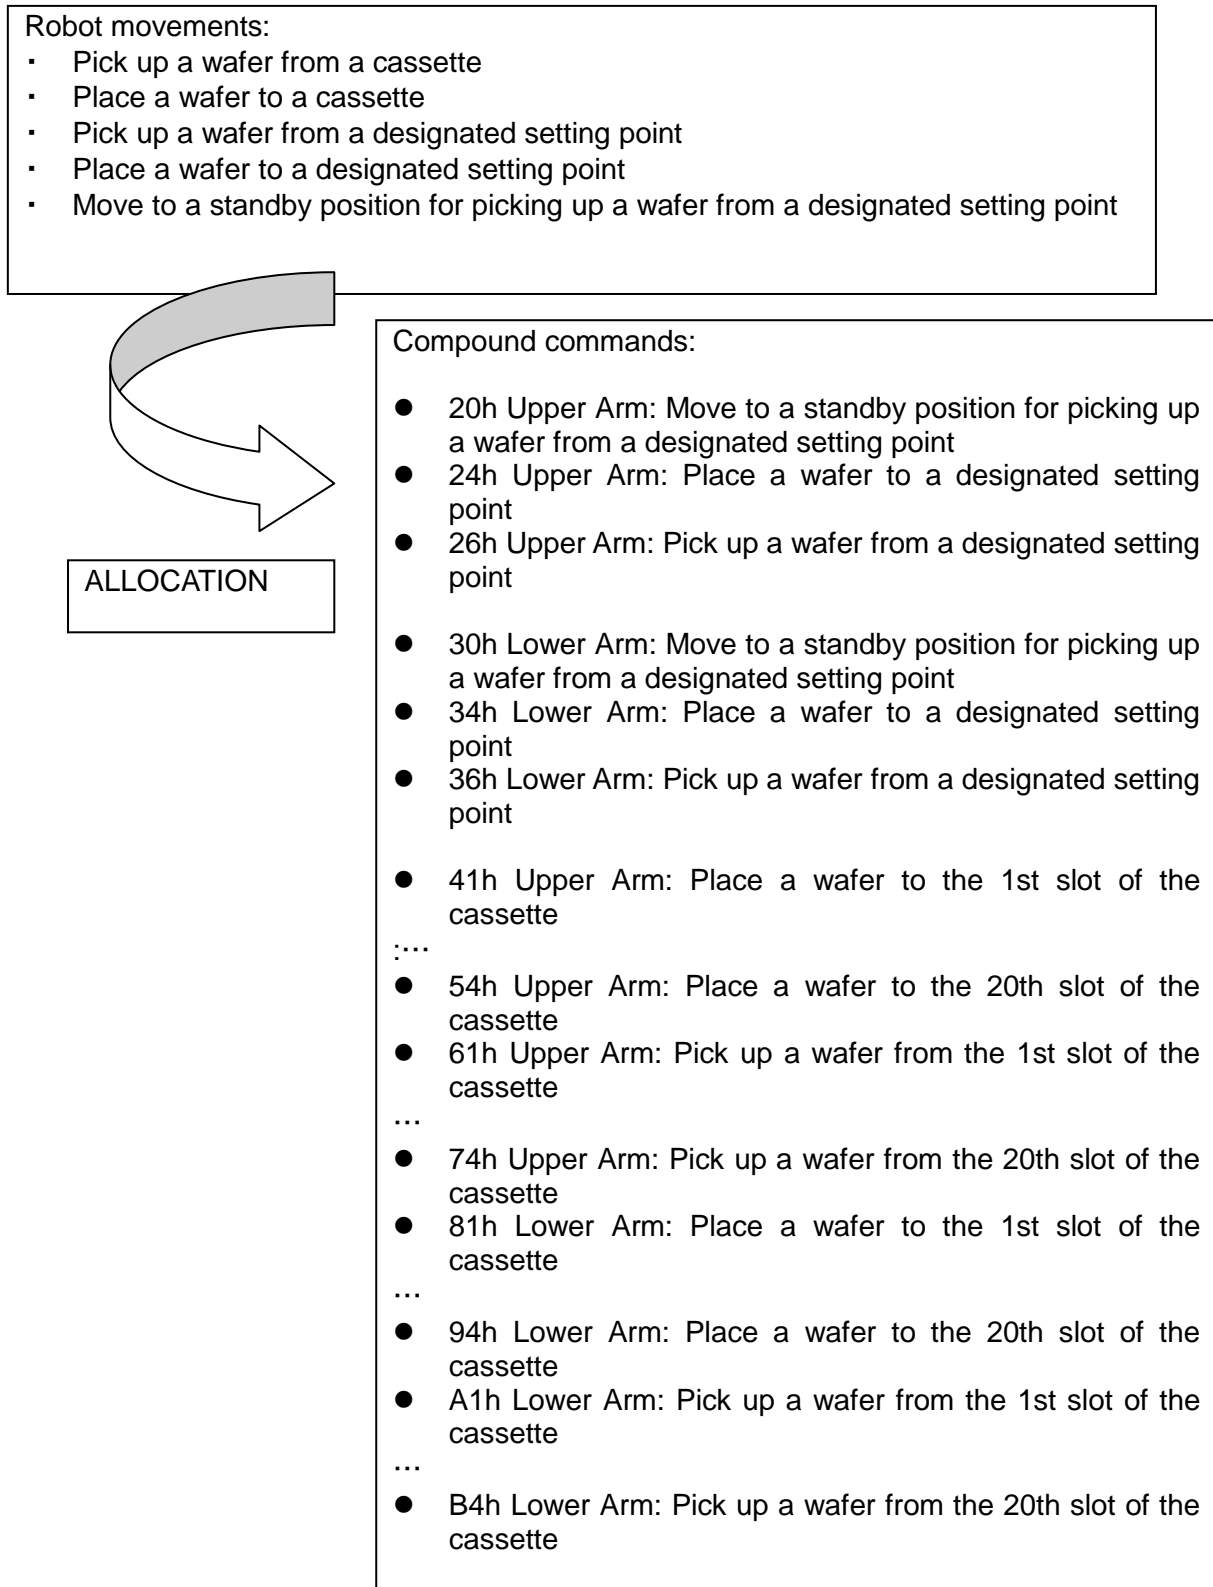 Robot movements:
▪ Pick up a wafer from a cassette
▪ Place a wafer to a cassette
▪ Pick up a wafer from a designated setting point
▪ Place a wafer to a designated setting point
▪ Move to a standby position for picking up a wafer from a designated setting point
ALLOCATION
Compound commands:
● 20h Upper Arm: Move to a standby position for picking up
a wafer from a designated setting point
● 24h Upper Arm: Place a wafer to a designated setting
point
● 26h Upper Arm: Pick up a wafer from a designated setting
point
● 30h Lower Arm: Move to a standby position for picking up
a wafer from a designated setting point
● 34h Lower Arm: Place a wafer to a designated setting
point
● 36h Lower Arm: Pick up a wafer from a designated setting
point
● 41h Upper Arm: Place a wafer to the 1st slot of the
cassette
:…
● 54h Upper Arm: Place a wafer to the 20th slot of the
cassette
● 61h Upper Arm: Pick up a wafer from the 1st slot of the
cassette
…
● 74h Upper Arm: Pick up a wafer from the 20th slot of the
cassette
● 81h Lower Arm: Place a wafer to the 1st slot of the
cassette
…
● 94h Lower Arm: Place a wafer to the 20th slot of the
cassette
● A1h Lower Arm: Pick up a wafer from the 1st slot of the
cassette
…
● B4h Lower Arm: Pick up a wafer from the 20th slot of the
cassette